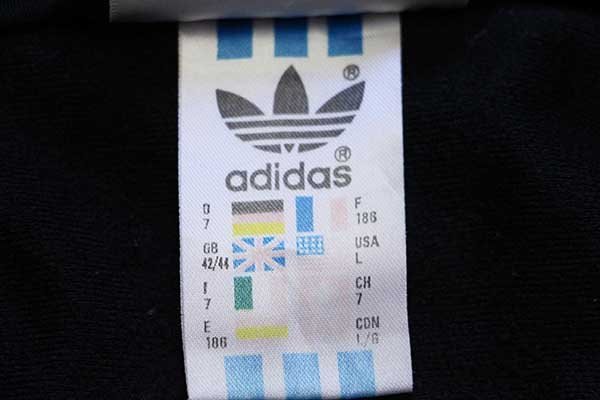 ®
adidas®
D
7
F
186
GB
42/44
USA
L
I
7
CH
7
E
186
CDN
L/G